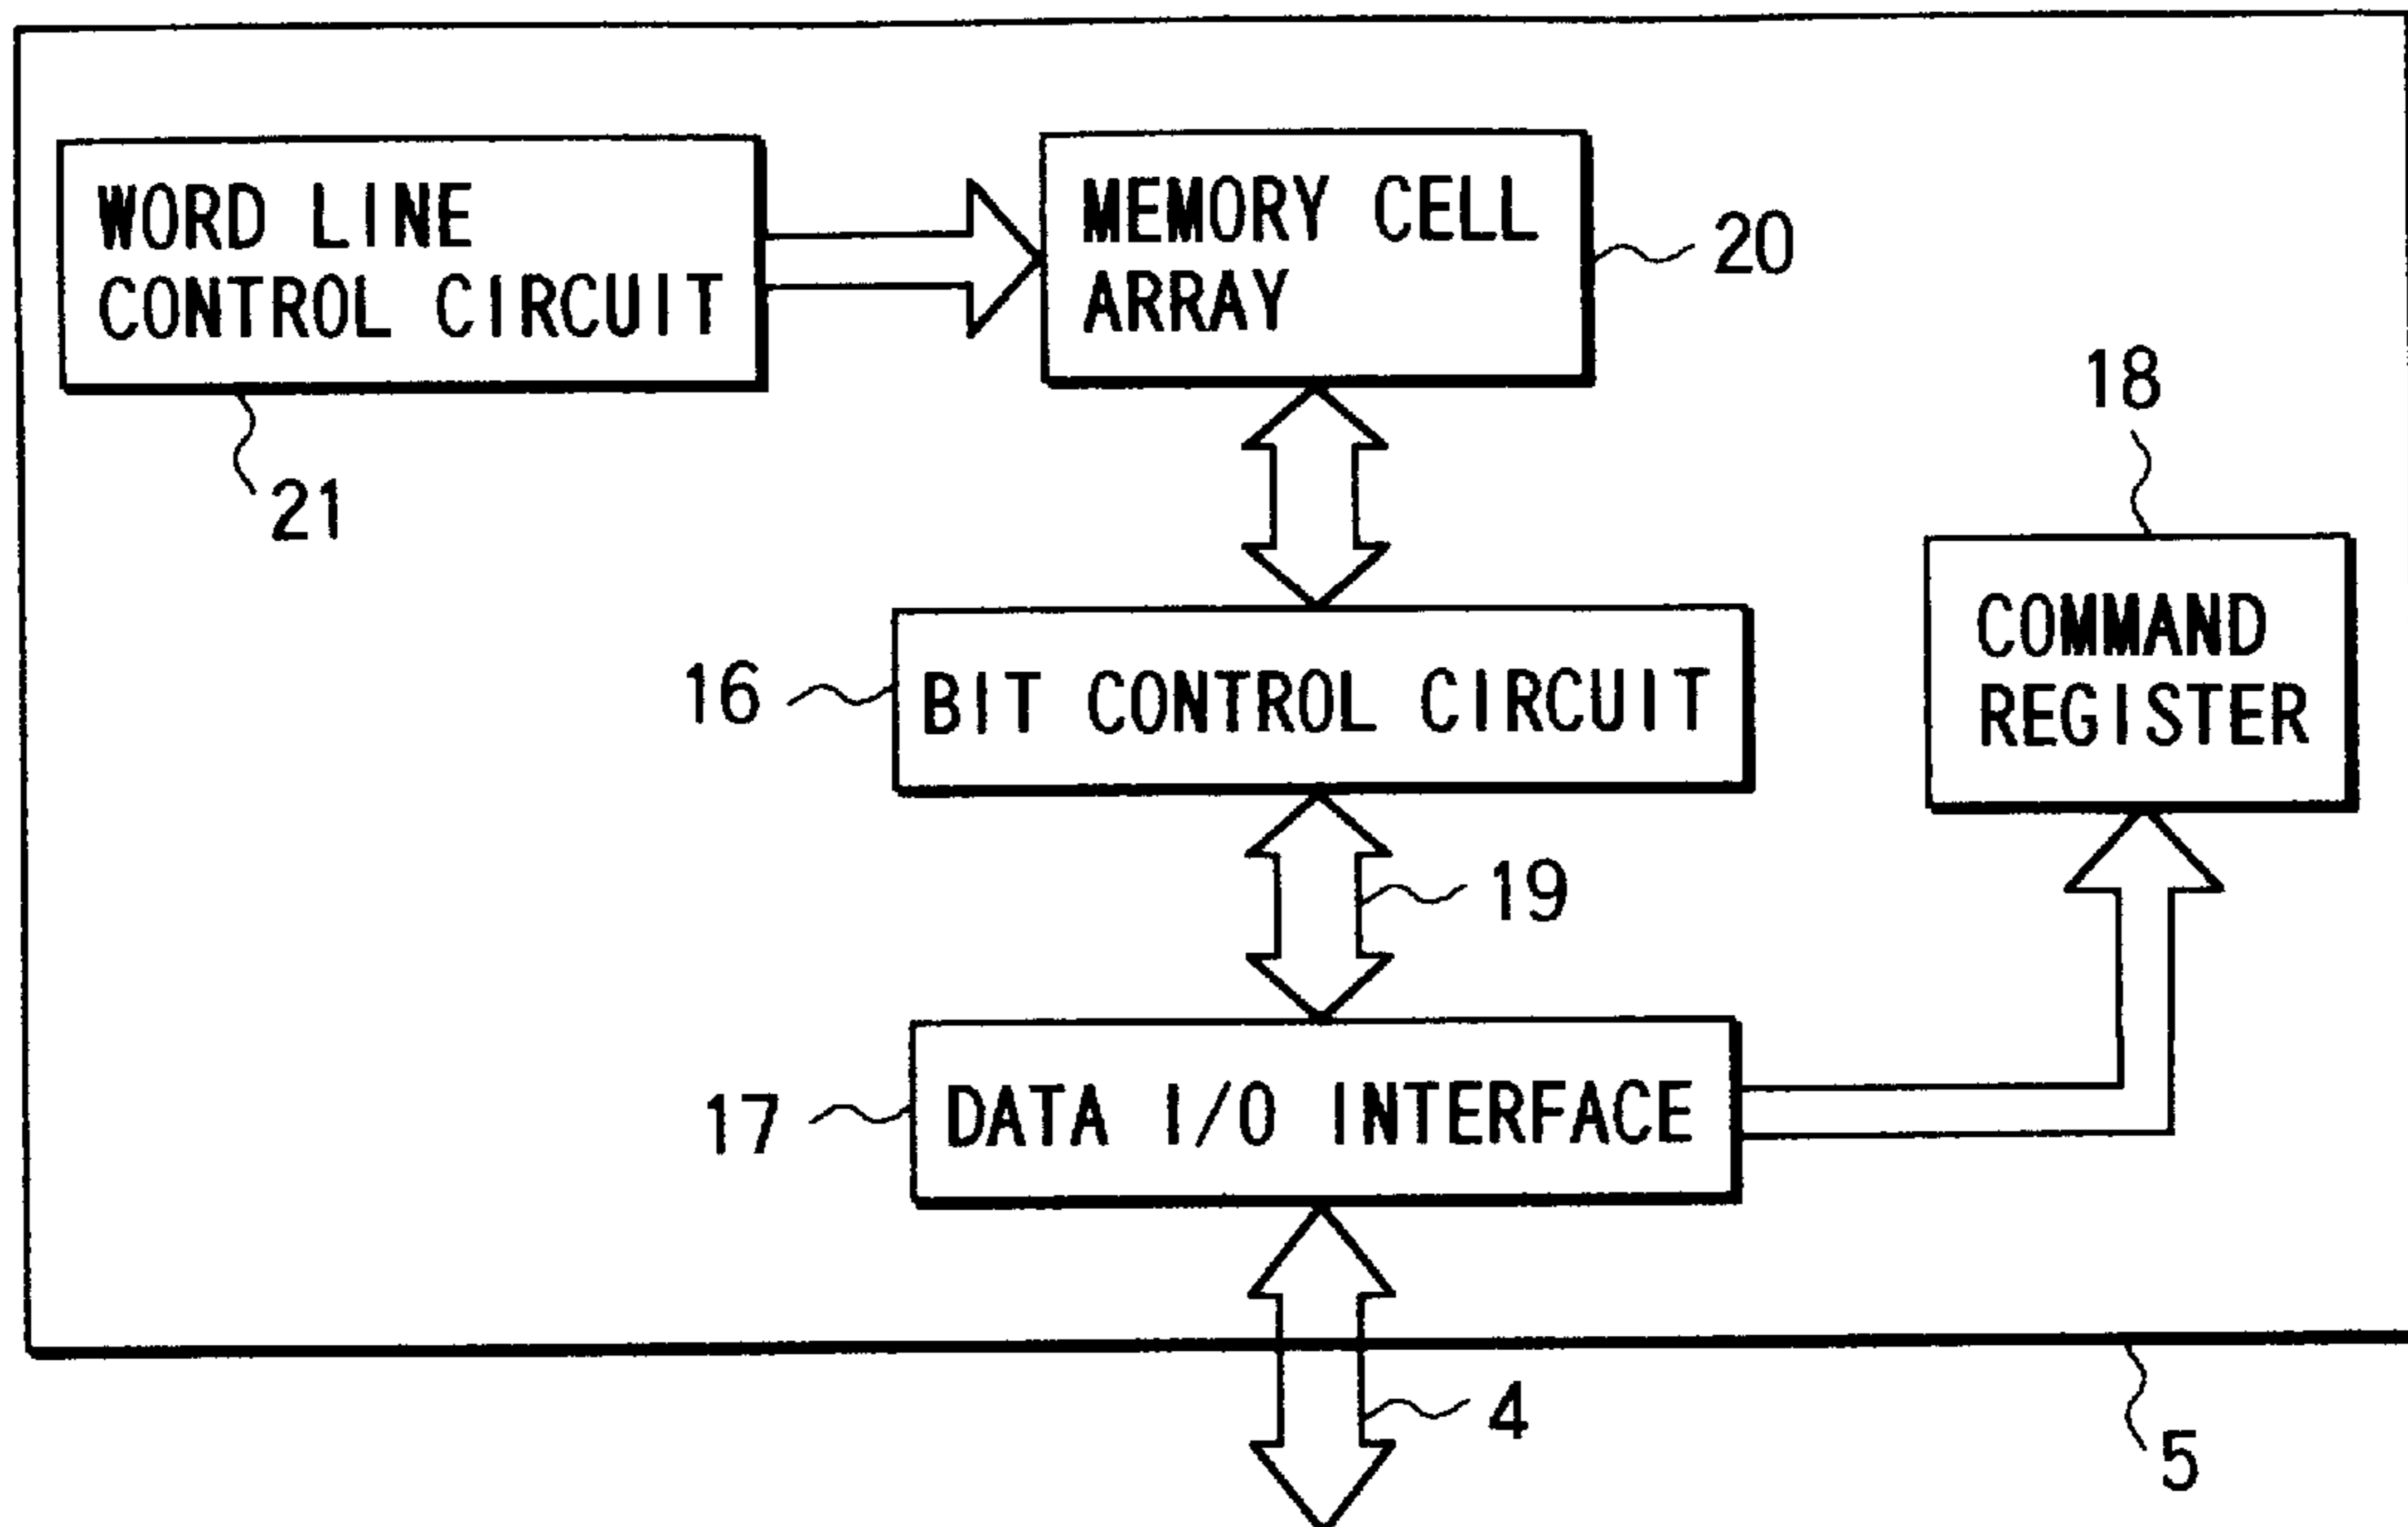 WORD LINE
CONTROL CIRCUIT
21
MEMORY CELL
ARRAY
20
18
COMMAND
REGISTER
16
BIT CONTROL CIRCUIT
19
17
DATA I/O INTERFACE
4
5